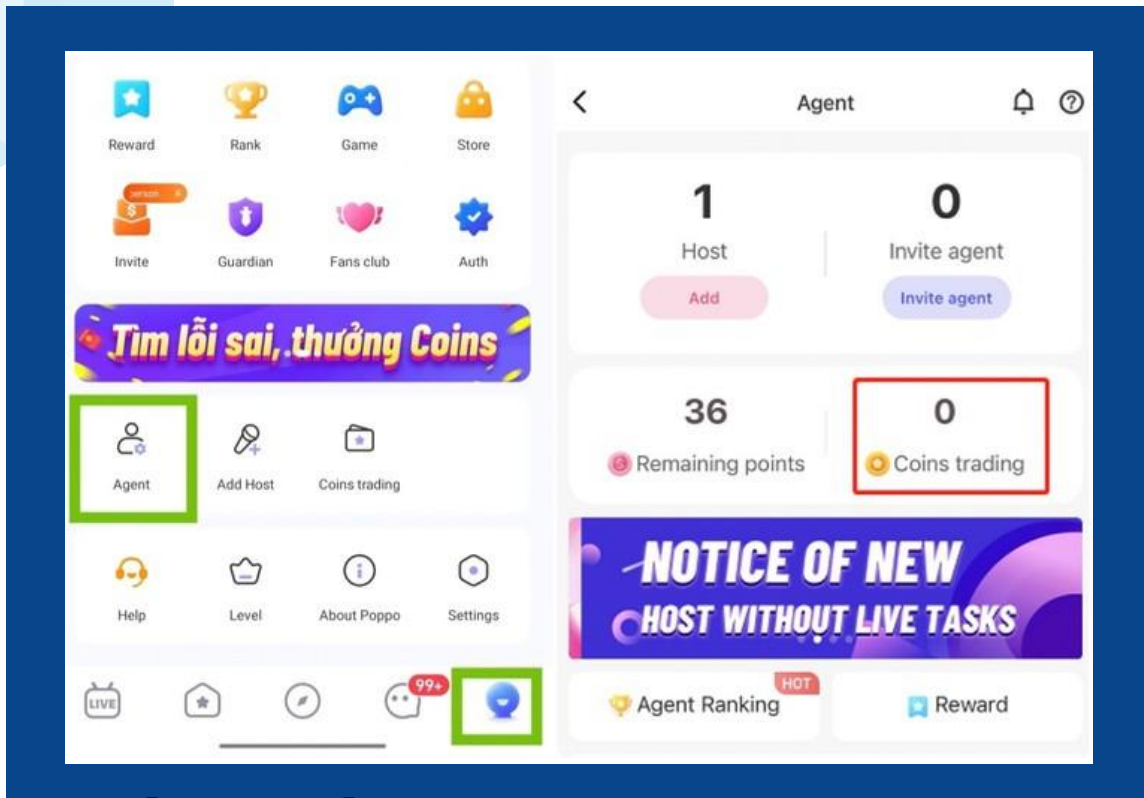 Reward Rank Game Store
person
Invite Guardian Fans club Auth
Tìm lỗi sai, thưởng Coins
Agent Add Host Coins trading
Help Level About Poppo Settings
LIVE 99+
Agent
1 0
Host Invite agent
Add Invite agent
36 0
Remaining points Coins trading
NOTICE OF NEW
HOST WITHOUT LIVE TASKS
HOT
Agent Ranking Reward